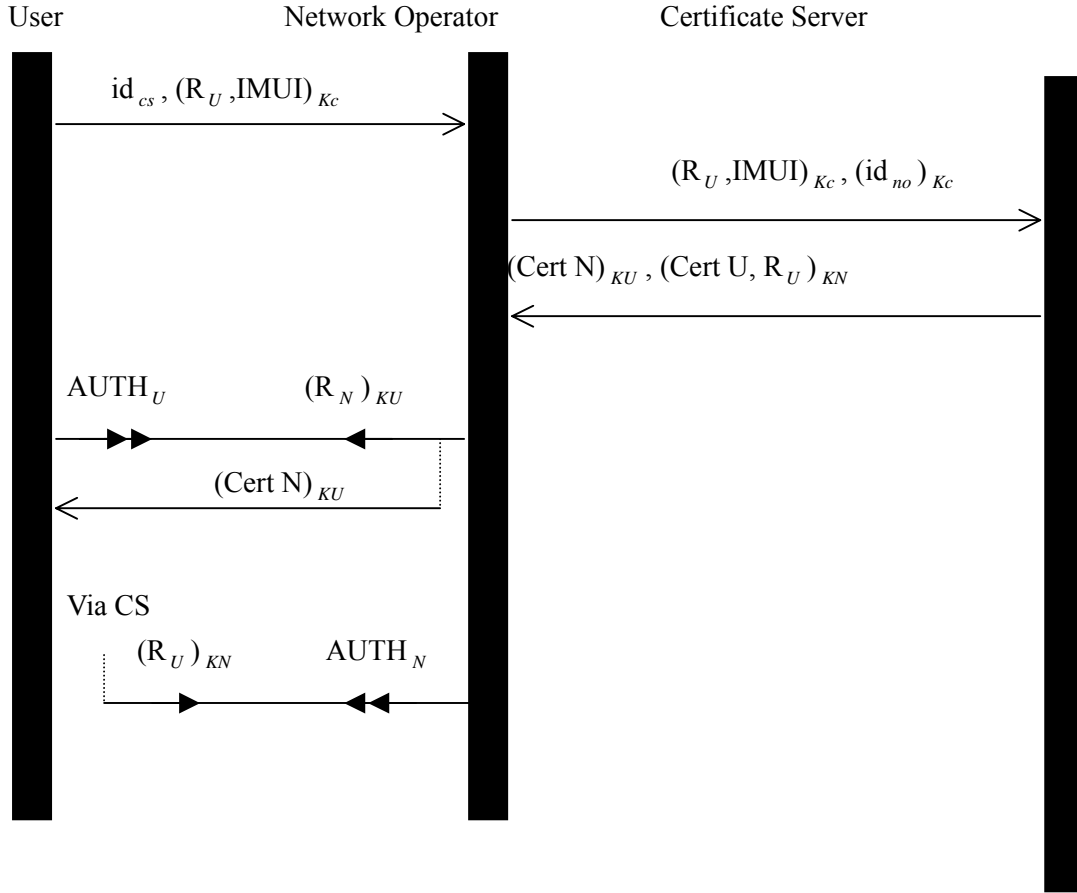 User Network Operator Certificate Server
id cs , (R U ,IMUI) Kc
(R U ,IMUI) Kc , (id no ) Kc
(Cert N) KU , (Cert U, R U ) KN
AUTH U (R N ) KU
(Cert N) KU
Via CS
(R U ) KN AUTH N